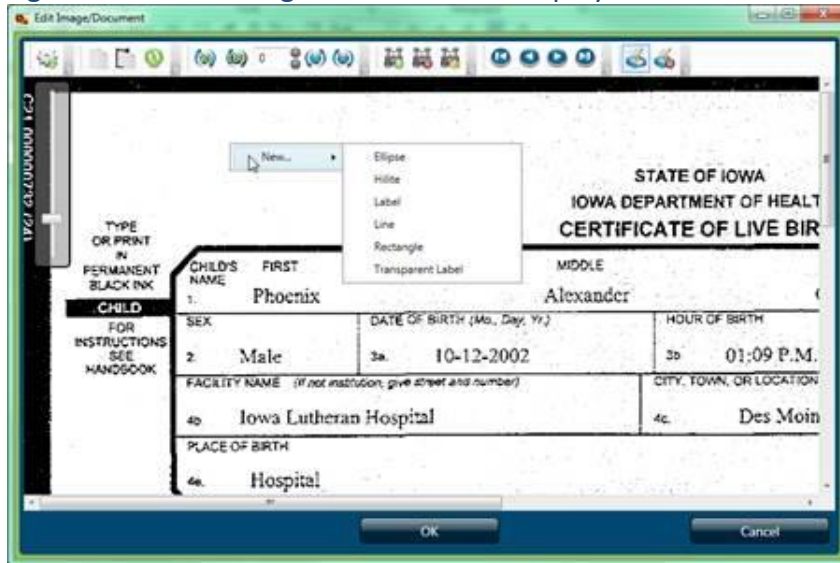 Edit Image/Document
0
New...
Ellipse
Hilite
Label
Line
Rectangle
Transparent Label
STATE OF IOWA
IOWA DEPARTMENT OF HEALT
CERTIFICATE OF LIVE BIR
TYPE
OR PRINT
IN
PERMANENT
BLACK INK
CHILD
FOR
INSTRUCTIONS
SEE
HANDBOOK
CHILD'S NAME FIRST MIDDLE
1. Phoenix Alexander
SEX DATE OF BIRTH (Mo., Day, Yr.) HOUR OF BIRTH
2. Male 3a. 10-12-2002 3b 01:09 P.M.
FACILITY NAME (If not institution, give street and number) CITY, TOWN, OR LOCATION
4b Iowa Lutheran Hospital 4c. Des Moin
PLACE OF BIRTH
4a. Hospital
OK Cancel